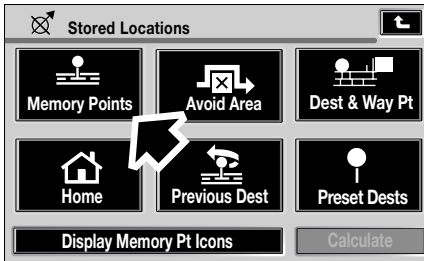 Stored Locations
Memory Points
Avoid Area
Dest & Way Pt
Home
Previous Dest
Preset Dests
Display Memory Pt Icons
Calculate